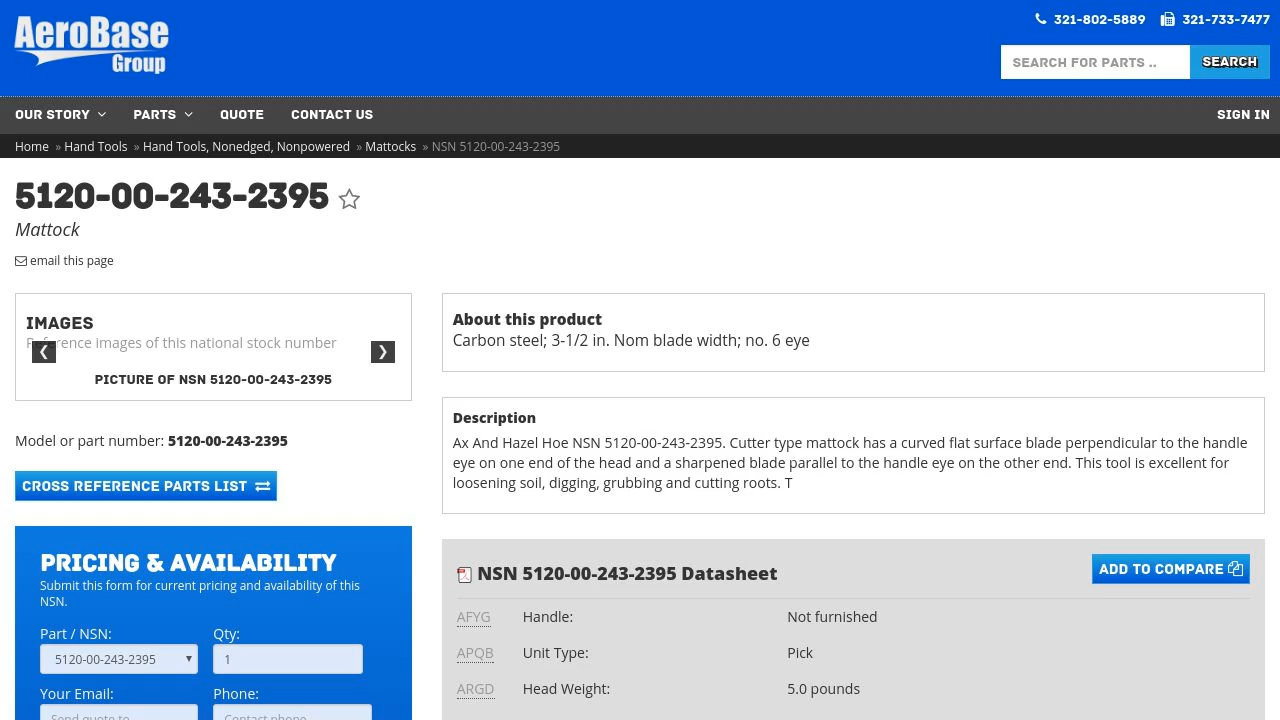 AeroBase
Group
321-802-5889 321-733-7477
SEARCH FOR PARTS .. SEARCH
OUR STORY PARTS QUOTE CONTACT US SIGN IN
Home » Hand Tools » Hand Tools, Nonedged, Nonpowered » Mattocks » NSN 5120-00-243-2395
5120-00-243-2395
Mattock
email this page
IMAGES
Reference images of this national stock number
❮ ❯
PICTURE OF NSN 5120-00-243-2395
Model or part number: 5120-00-243-2395
CROSS REFERENCE PARTS LIST
PRICING & AVAILABILITY
Submit this form for current pricing and availability of this
NSN.
Part / NSN: Qty:
5120-00-243-2395 1
Your Email: Phone:
Send quote to Contact phone
About this product
Carbon steel; 3-1/2 in. Nom blade width; no. 6 eye
Description
Ax And Hazel Hoe NSN 5120-00-243-2395. Cutter type mattock has a curved flat surface blade perpendicular to the handle
eye on one end of the head and a sharpened blade parallel to the handle eye on the other end. This tool is excellent for
loosening soil, digging, grubbing and cutting roots. T
NSN 5120-00-243-2395 Datasheet
ADD TO COMPARE
AFYG Handle: Not furnished
APQB Unit Type: Pick
ARGD Head Weight: 5.0 pounds